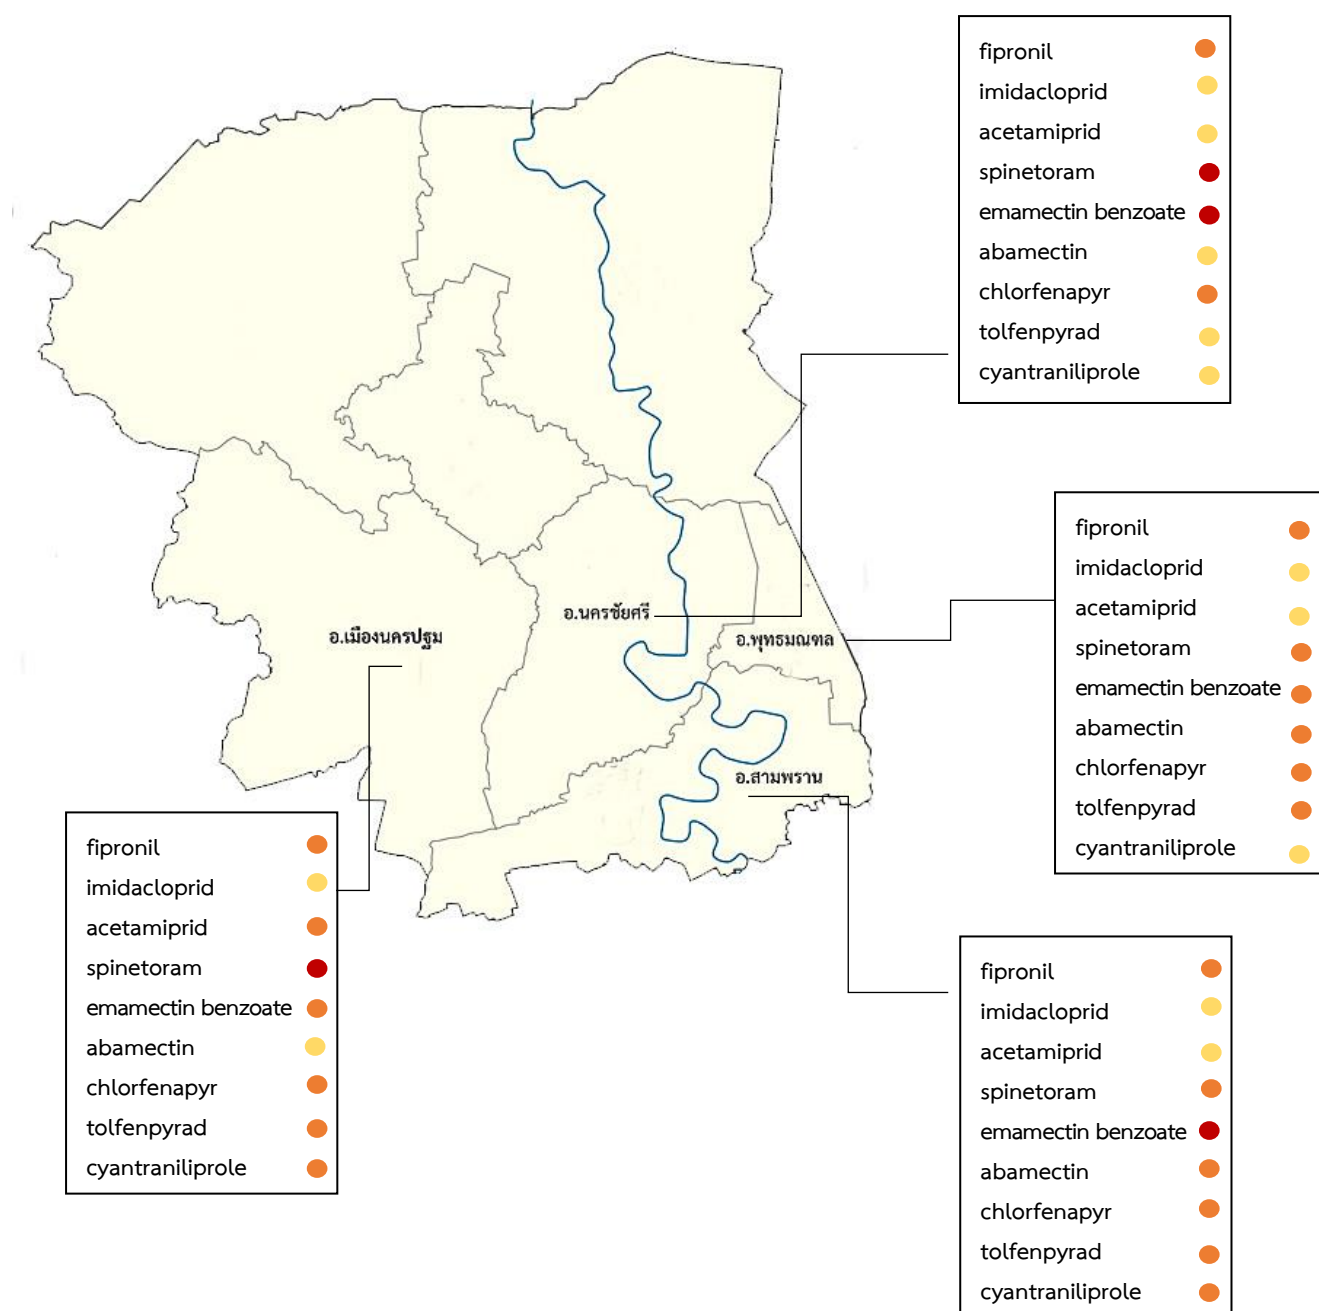 fipronil
imidacloprid
acetamiprid
spinetoram
emamectin benzoate
abamectin
chlorfenapyr
tolfenpyrad
cyantraniliprole
fipronil
imidacloprid
acetamiprid
spinetoram
emamectin benzoate
abamectin
chlorfenapyr
tolfenpyrad
cyantraniliprole
อ.นครชัยศรี
อ.เมืองนครปฐม
อ.พุทธมณฑล
อ.สามพราน
fipronil
imidacloprid
acetamiprid
spinetoram
emamectin benzoate
abamectin
chlorfenapyr
tolfenpyrad
cyantraniliprole
fipronil
imidacloprid
acetamiprid
spinetoram
emamectin benzoate
abamectin
chlorfenapyr
tolfenpyrad
cyantraniliprole